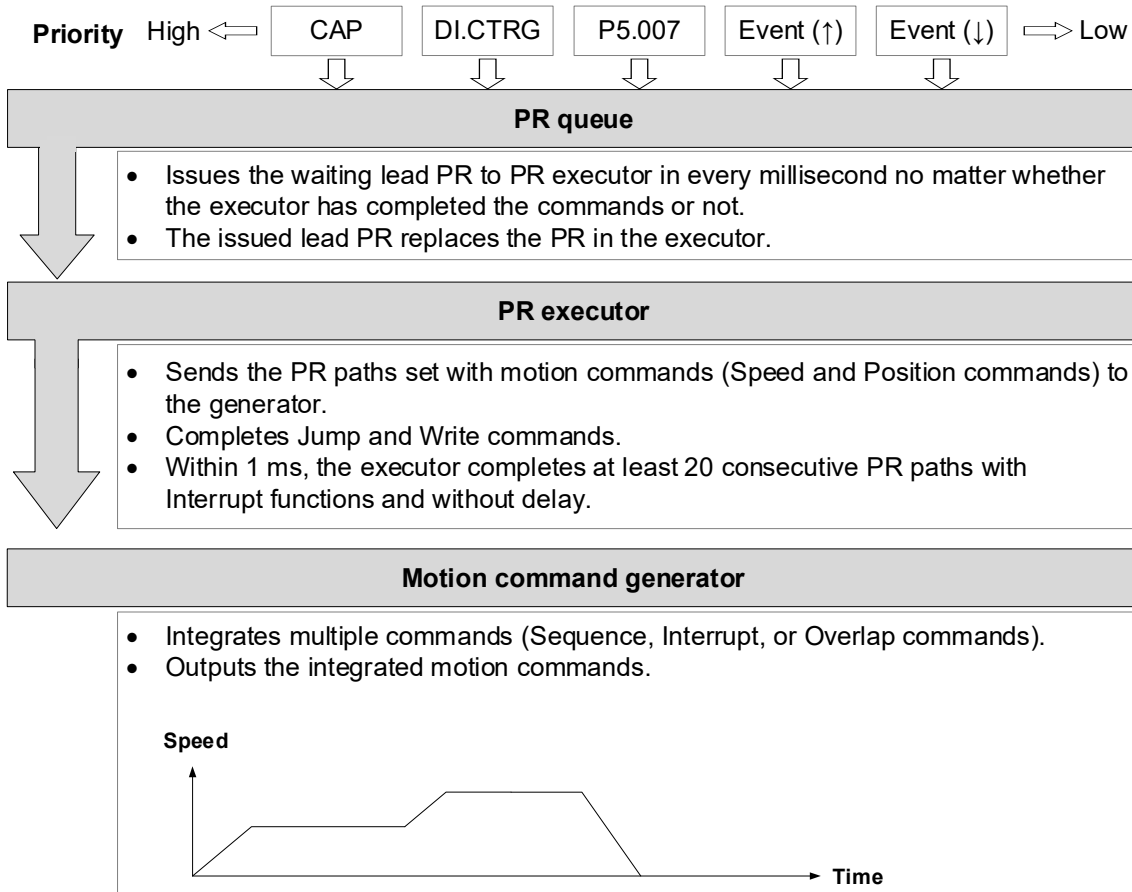 Priority High CAP DI.CTRG P5.007 Event (↑) Event (↓) Low
PR queue
• Issues the waiting lead PR to PR executor in every millisecond no matter whether
the executor has completed the commands or not.
• The issued lead PR replaces the PR in the executor.
PR executor
• Sends the PR paths set with motion commands (Speed and Position commands) to
the generator.
• Completes Jump and Write commands.
• Within 1 ms, the executor completes at least 20 consecutive PR paths with
Interrupt functions and without delay.
Motion command generator
• Integrates multiple commands (Sequence, Interrupt, or Overlap commands).
• Outputs the integrated motion commands.
Speed
Time